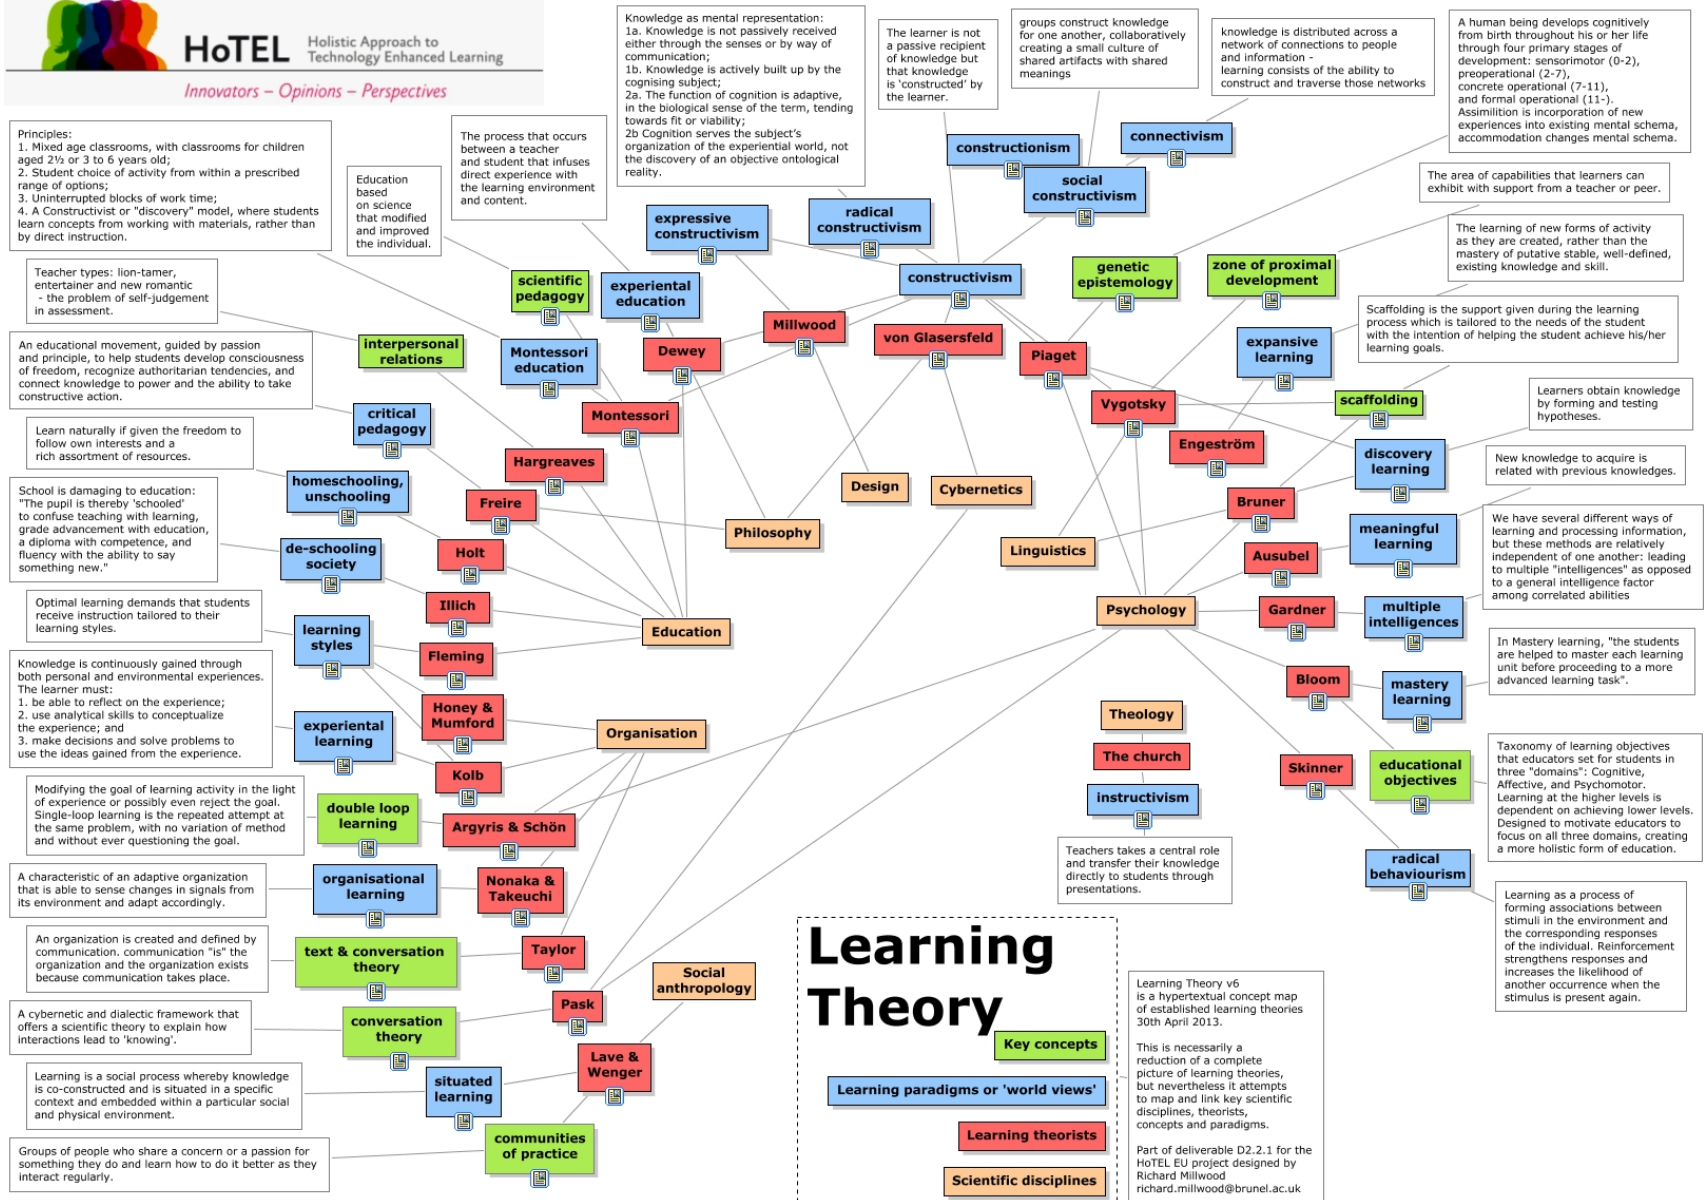 HoTEL
Holistic Approach to
Technology Enhanced Learning
Innovators – Opinions – Perspectives
Knowledge as mental representation:
1a. Knowledge is not passively received
either through the senses or by way of
communication;
1b. Knowledge is actively built up by the
cognising subject;
2a. The function of cognition is adaptive,
in the biological sense of the term, tending
towards fit or viability;
2b Cognition serves the subject's
organization of the experiential world, not
the discovery of an objective ontological
reality.
The learner is not
a passive recipient
of knowledge but
that knowledge
is 'constructed' by
the learner.
groups construct knowledge
for one another, collaboratively
creating a small culture of
shared artifacts with shared
meanings
knowledge is distributed across a
network of connections to people
and information -
learning consists of the ability to
construct and traverse those networks
A human being develops cognitively
from birth throughout his or her life
through four primary stages of
development: sensorimotor (0-2),
preoperational (2-7),
concrete operational (7-11),
and formal operational (11-).
Assimilition is incorporation of new
experiences into existing mental schema,
accommodation changes mental schema.
Principles:
1. Mixed age classrooms, with classrooms for children
aged 2½ or 3 to 6 years old;
2. Student choice of activity from within a prescribed
range of options;
3. Uninterrupted blocks of work time;
4. A Constructivist or "discovery" model, where students
learn concepts from working with materials, rather than
by direct instruction.
Education
based
on science
that modified
and improved
the individual.
The process that occurs
between a teacher
and student that infuses
direct experience with
the learning environment
and content.
constructionism
connectivism
social
constructivism
The area of capabilities that learners can
exhibit with support from a teacher or peer.
expressive
constructivism
radical
constructivism
The learning of new forms of activity
as they are created, rather than the
mastery of putative stable, well-defined,
existing knowledge and skill.
Teacher types: lion-tamer,
entertainer and new romantic
- the problem of self-judgement
in assessment.
scientific
pedagogy
experiental
education
constructivism
genetic
epistemology
zone of proximal
development
Scaffolding is the support given during the learning
process which is tailored to the needs of the student
with the intention of helping the student achieve his/her
learning goals.
An educational movement, guided by passion
and principle, to help students develop consciousness
of freedom, recognize authoritarian tendencies, and
connect knowledge to power and the ability to take
constructive action.
interpersonal
relations
Montessori
education
Dewey
Millwood
von Glasersfeld
Piaget
expansive
learning
Learners obtain knowledge
by forming and testing
hypotheses.
critical
pedagogy
Montessori
Vygotsky
scaffolding
Learn naturally if given the freedom to
follow own interests and a
rich assortment of resources.
Hargreaves
Engeström
discovery
learning
New knowledge to acquire is
related with previous knowledges.
School is damaging to education:
"The pupil is thereby 'schooled'
to confuse teaching with learning,
grade advancement with education,
a diploma with competence, and
fluency with the ability to say
something new."
homeschooling,
unschooling
Freire
Design
Cybernetics
Bruner
Philosophy
Linguistics
meaningful
learning
We have several different ways of
learning and processing information,
but these methods are relatively
independent of one another: leading
to multiple "intelligences" as opposed
to a general intelligence factor
among correlated abilities
de-schooling
society
Holt
Ausubel
Optimal learning demands that students
receive instruction tailored to their
learning styles.
Illich
Education
Psychology
Gardner
multiple
intelligences
learning
styles
Fleming
In Mastery learning, "the students
are helped to master each learning
unit before proceeding to a more
advanced learning task".
Knowledge is continuously gained through
both personal and environmental experiences.
The learner must:
1. be able to reflect on the experience;
2. use analytical skills to conceptualize
the experience; and
3. make decisions and solve problems to
use the ideas gained from the experience.
Bloom
mastery
learning
Honey &
Mumford
experiental
learning
Organisation
Theology
The church
Kolb
Skinner
educational
objectives
Taxonomy of learning objectives
that educators set for students in
three "domains": Cognitive,
Affective, and Psychomotor.
Learning at the higher levels is
dependent on achieving lower levels.
Designed to motivate educators to
focus on all three domains, creating
a more holistic form of education.
Modifying the goal of learning activity in the light
of experience or possibly even reject the goal.
Single-loop learning is the repeated attempt at
the same problem, with no variation of method
and without ever questioning the goal.
double loop
learning
Argyris & Schön
instructivism
Teachers takes a central role
and transfer their knowledge
directly to students through
presentations.
radical
behaviourism
A characteristic of an adaptive organization
that is able to sense changes in signals from
its environment and adapt accordingly.
organisational
learning
Nonaka &
Takeuchi
Learning as a process of
forming associations between
stimuli in the environment and
the corresponding responses
of the individual. Reinforcement
strengthens responses and
increases the likelihood of
another occurrence when the
stimulus is present again.
An organization is created and defined by
communication. communication "is" the
organization and the organization exists
because communication takes place.
text & conversation
theory
Taylor
Social
anthropology
A cybernetic and dialectic framework that
offers a scientific theory to explain how
interactions lead to 'knowing'.
conversation
theory
Pask
Learning is a social process whereby knowledge
is co-constructed and is situated in a specific
context and embedded within a particular social
and physical environment.
situated
learning
Lave &
Wenger
Groups of people who share a concern or a passion for
something they do and learn how to do it better as they
interact regularly.
communities
of practice
Learning
Theory
Key concepts
Learning paradigms or 'world views'
Learning theorists
Scientific disciplines
Learning Theory v6
is a hypertextual concept map
of established learning theories
30th April 2013.
This is necessarily a
reduction of a complete
picture of learning theories,
but nevertheless it attempts
to map and link key scientific
disciplines, theorists,
concepts and paradigms.
Part of deliverable D2.2.1 for the
HoTEL EU project designed by
Richard Millwood
richard.millwood@brunel.ac.uk